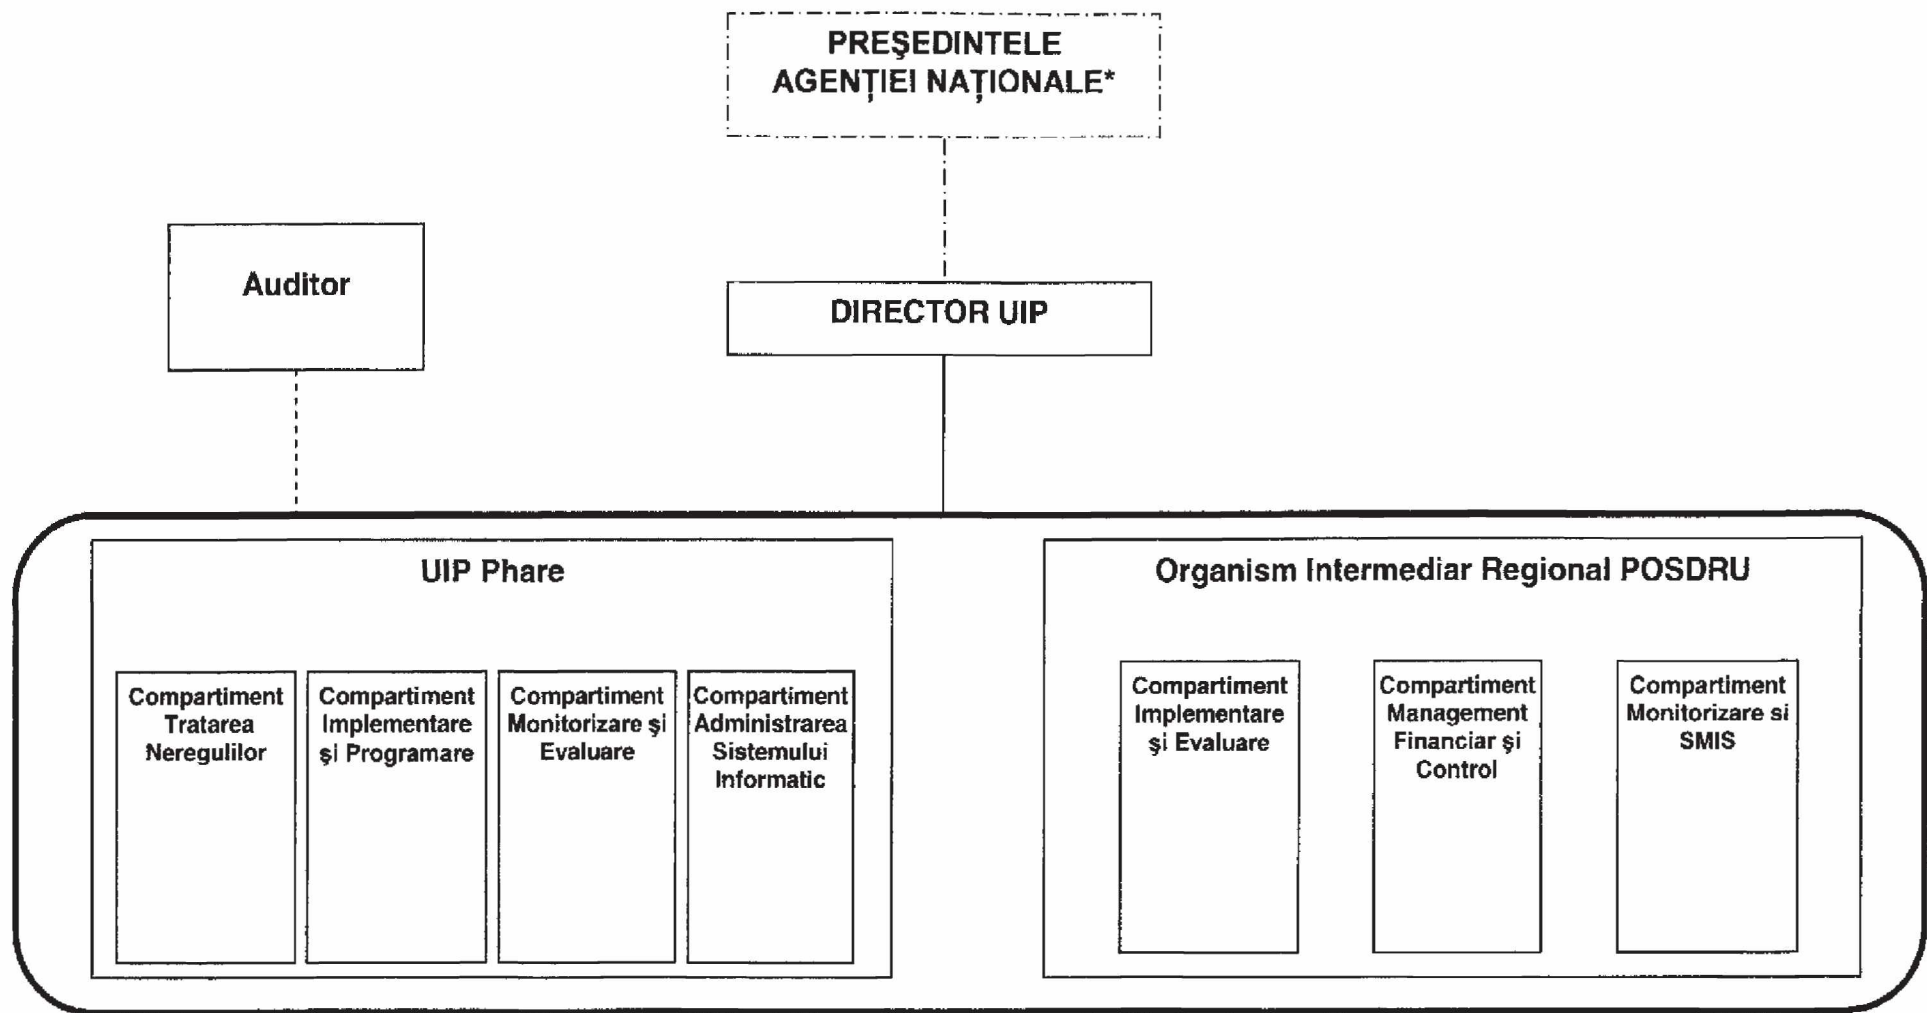 PREŞEDINTELE
AGENŢIEI NAŢIONALE*
Auditor
DIRECTOR UIP
UIP Phare
Compartiment
Tratarea
Neregulilor
Compartiment
Implementare
şi Programare
Compartiment
Monitorizare şi
Evaluare
Compartiment
Administrarea
Sistemului
Informatic
Organism Intermediar Regional POSDRU
Compartiment
Implementare
şi Evaluare
Compartiment
Management
Financiar şi
Control
Compartiment
Monitorizare si
SMIS